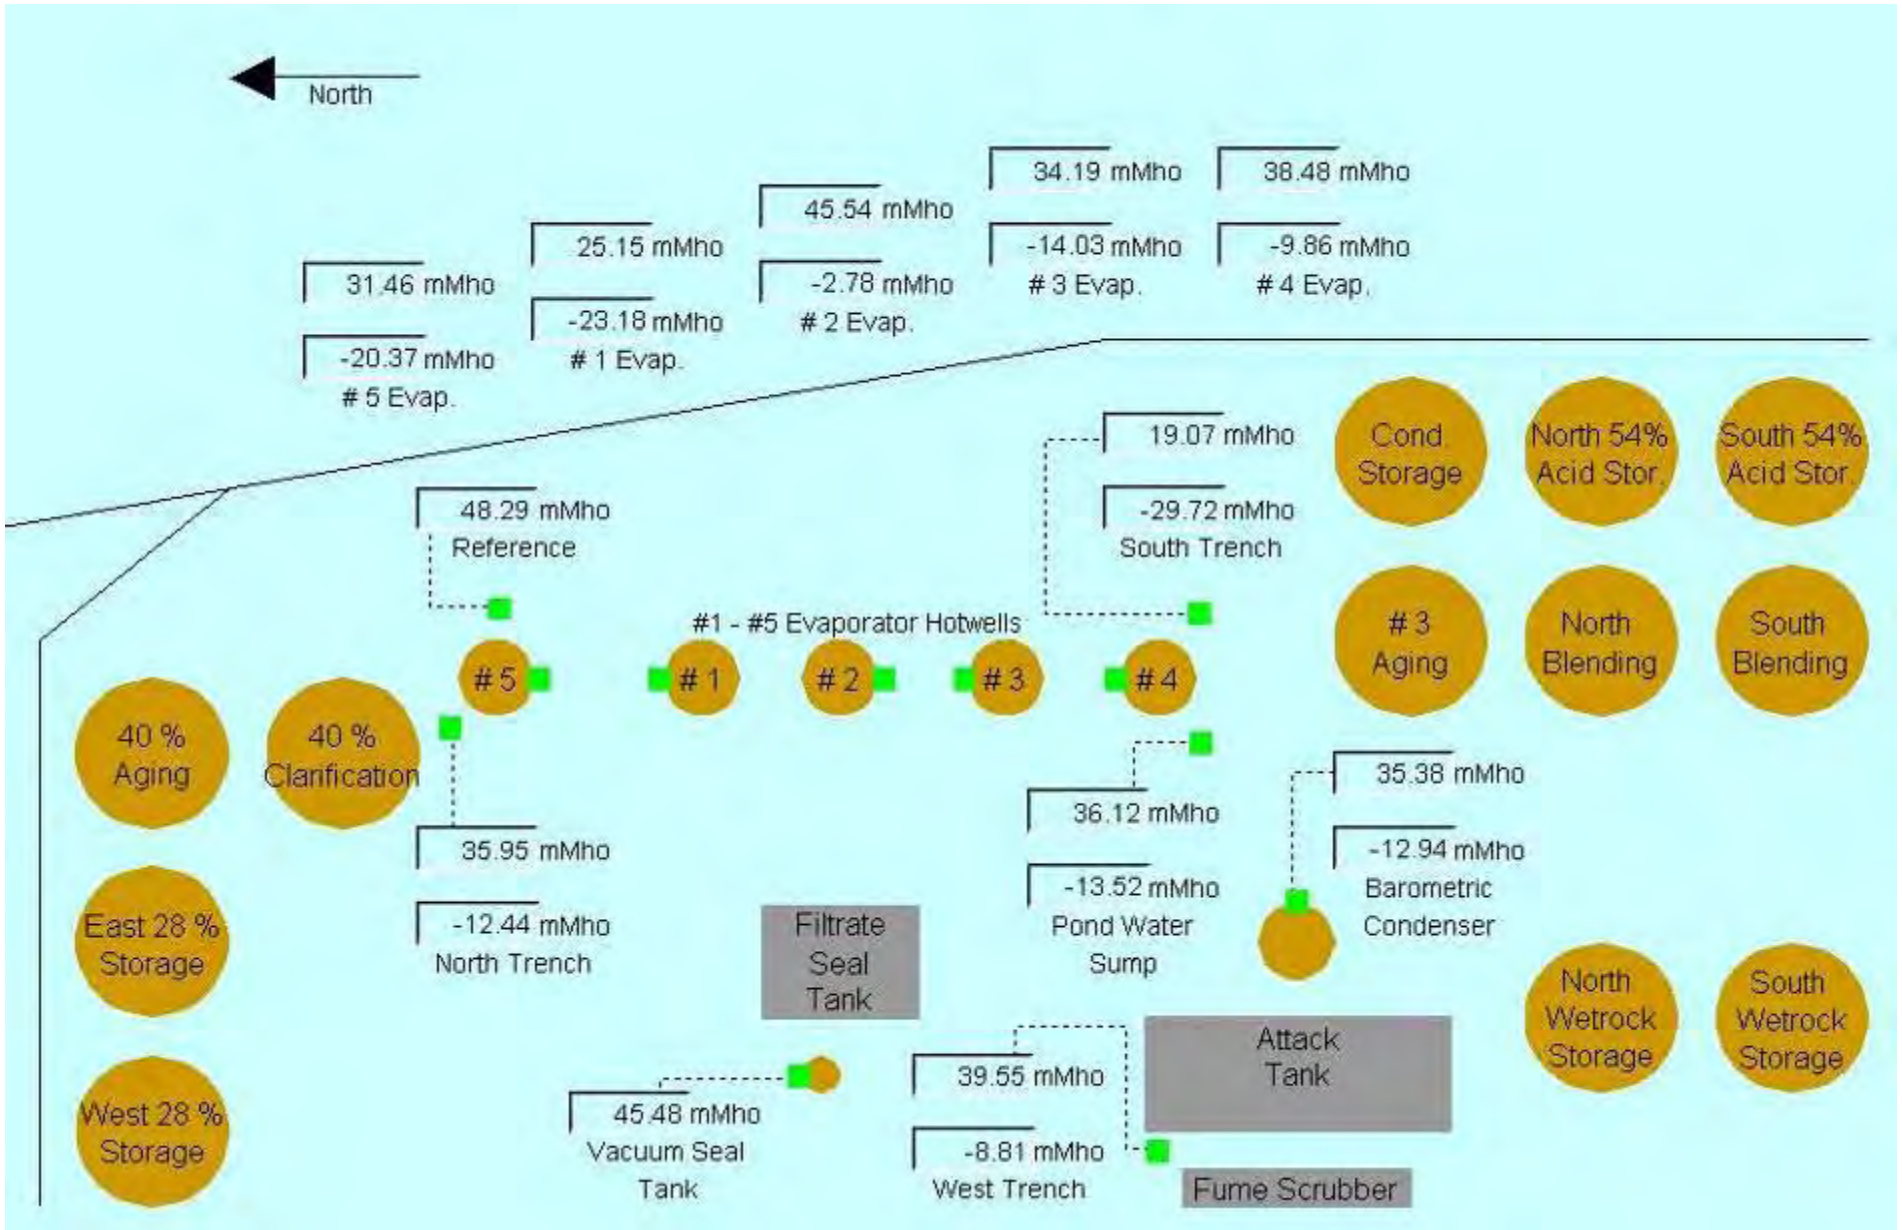 North
34.19 mMho
38.48 mMho
45.54 mMho
25.15 mMho
-14.03 mMho
# 3 Evap.
-9.86 mMho
# 4 Evap.
31.46 mMho
-2.78 mMho
# 2 Evap.
-23.18 mMho
# 1 Evap.
-20.37 mMho
# 5 Evap.
19.07 mMho
-29.72 mMho
South Trench
Cond.
Storage
North 54%
Acid Stor.
South 54%
Acid Stor.
48.29 mMho
Reference
#1 - #5 Evaporator Hotwells
# 5
# 1
# 2
# 3
# 4
# 3
Aging
North
Blending
South
Blending
40 %
Aging
40 %
Clarification
35.95 mMho
-12.44 mMho
North Trench
36.12 mMho
-13.52 mMho
Pond Water
Sump
35.38 mMho
-12.94 mMho
Barometric
Condenser
East 28 %
Storage
Filtrate
Seal
Tank
North
Wetrock
Storage
South
Wetrock
Storage
Attack
Tank
39.55 mMho
-8.81 mMho
West Trench
45.48 mMho
Vacuum Seal
Tank
West 28 %
Storage
Fume Scrubber